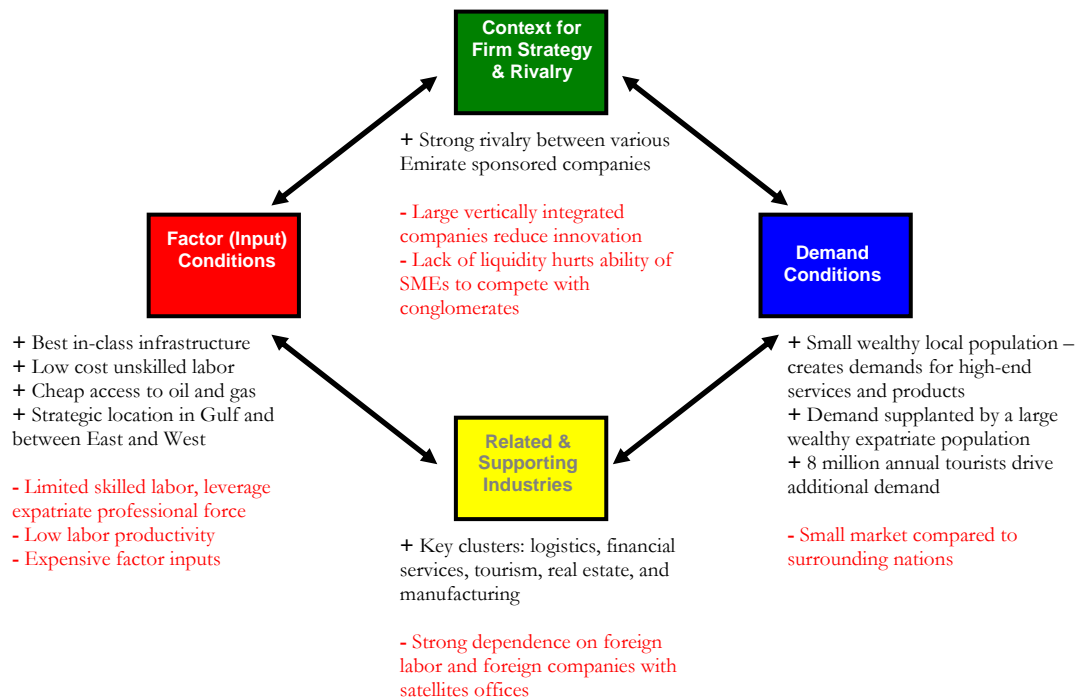 Context for
Firm Strategy
& Rivalry
+ Strong rivalry between various
Emirate sponsored companies
- Large vertically integrated
companies reduce innovation
- Lack of liquidity hurts ability of
SMEs to compete with
conglomerates
Factor (Input)
Conditions
+ Best in-class infrastructure
+ Low cost unskilled labor
+ Cheap access to oil and gas
+ Strategic location in Gulf and
between East and West
- Limited skilled labor, leverage
expatriate professional force
- Low labor productivity
- Expensive factor inputs
Demand
Conditions
+ Small wealthy local population –
creates demands for high-end
services and products
+ Demand supplanted by a large
wealthy expatriate population
+ 8 million annual tourists drive
additional demand
- Small market compared to
surrounding nations
Related &
Supporting
Industries
+ Key clusters: logistics, financial
services, tourism, real estate, and
manufacturing
- Strong dependence on foreign
labor and foreign companies with
satellites offices